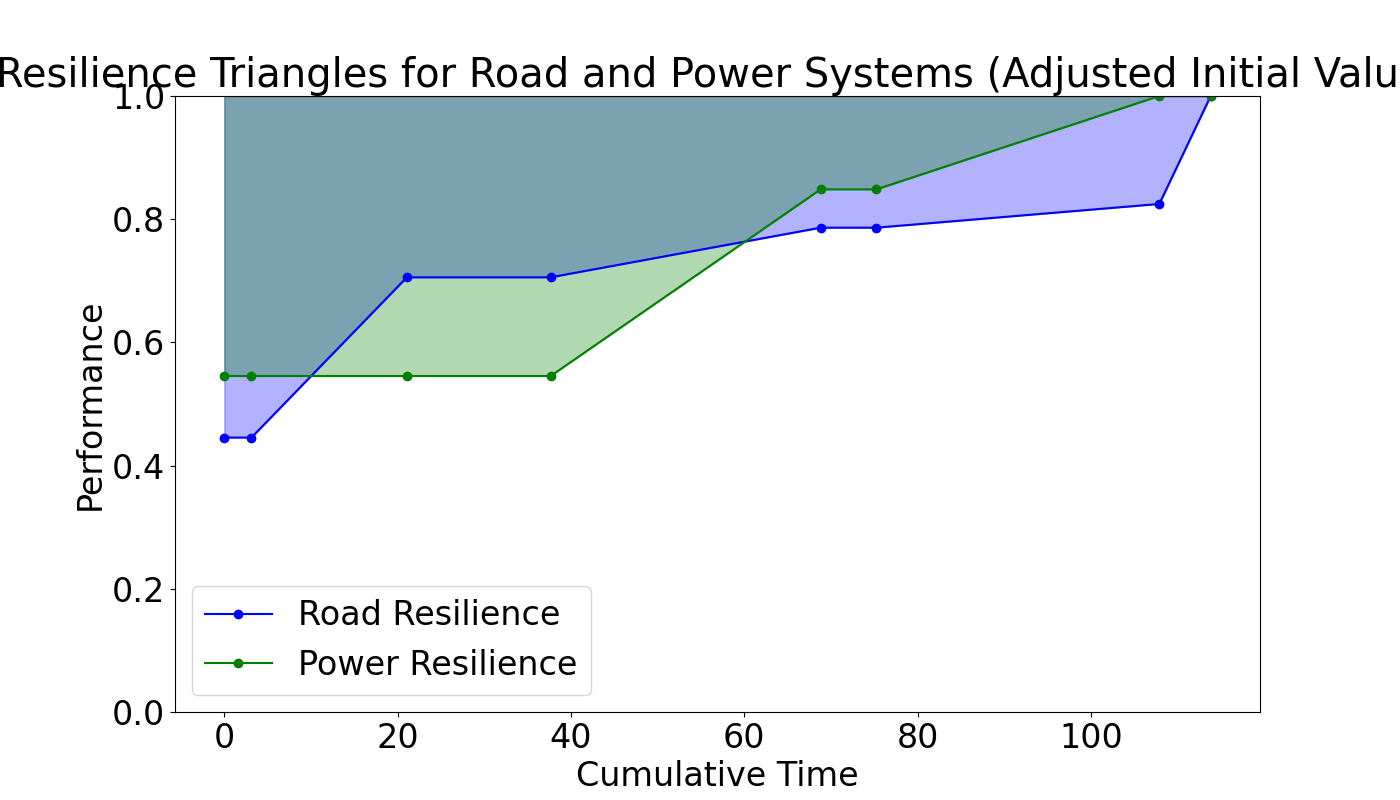 Resilience Triangles for Road and Power Systems (Adjusted Initial Valu
1.0
0.8
0.6
0.4
0.2
0.0
Performance
Road Resilience
Power Resilience
0 20 40 60 80 100
Cumulative Time